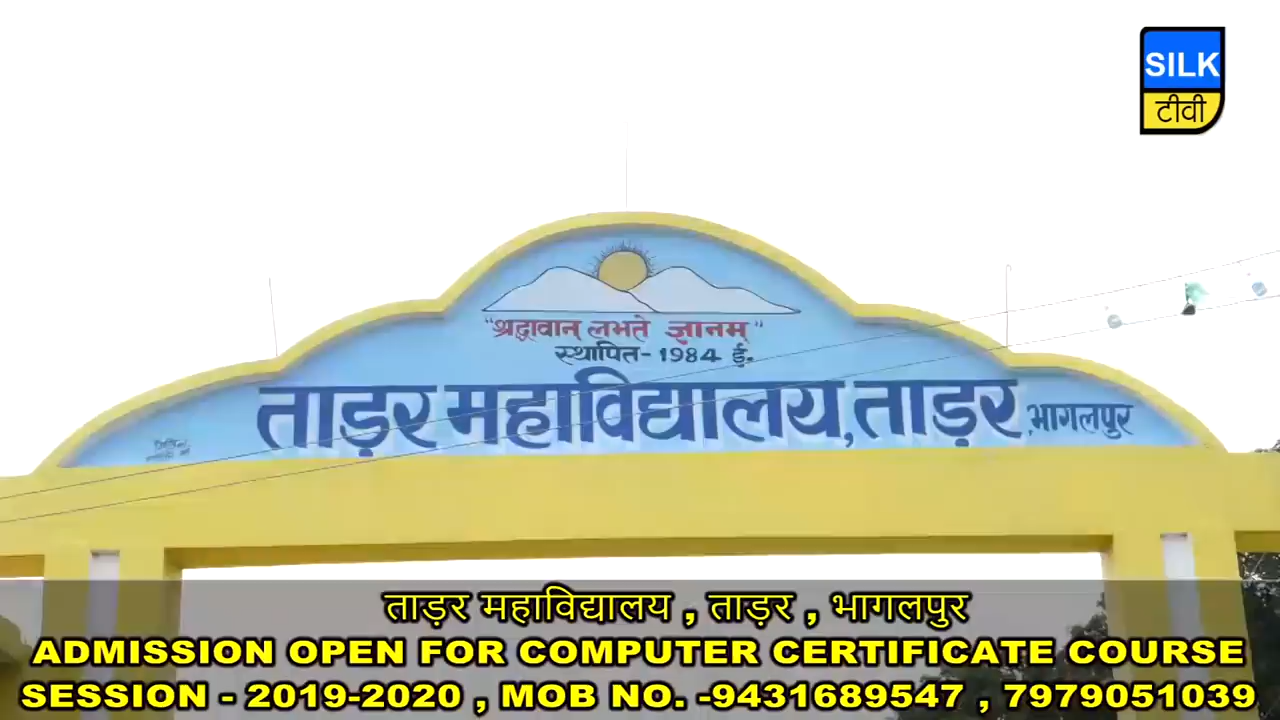 SILK
टीवी
"श्रद्धावान् लभते ज्ञानम्"
स्थापित- 1984 ई.
ताड़र महाविद्यालय, ताड़र, भागलपुर
ताड़र महाविद्यालय , ताड़र , भागलपुर
ADMISSION OPEN FOR COMPUTER CERTIFICATE COURSE
SESSION - 2019-2020 , MOB NO. -9431689547 , 7979051039